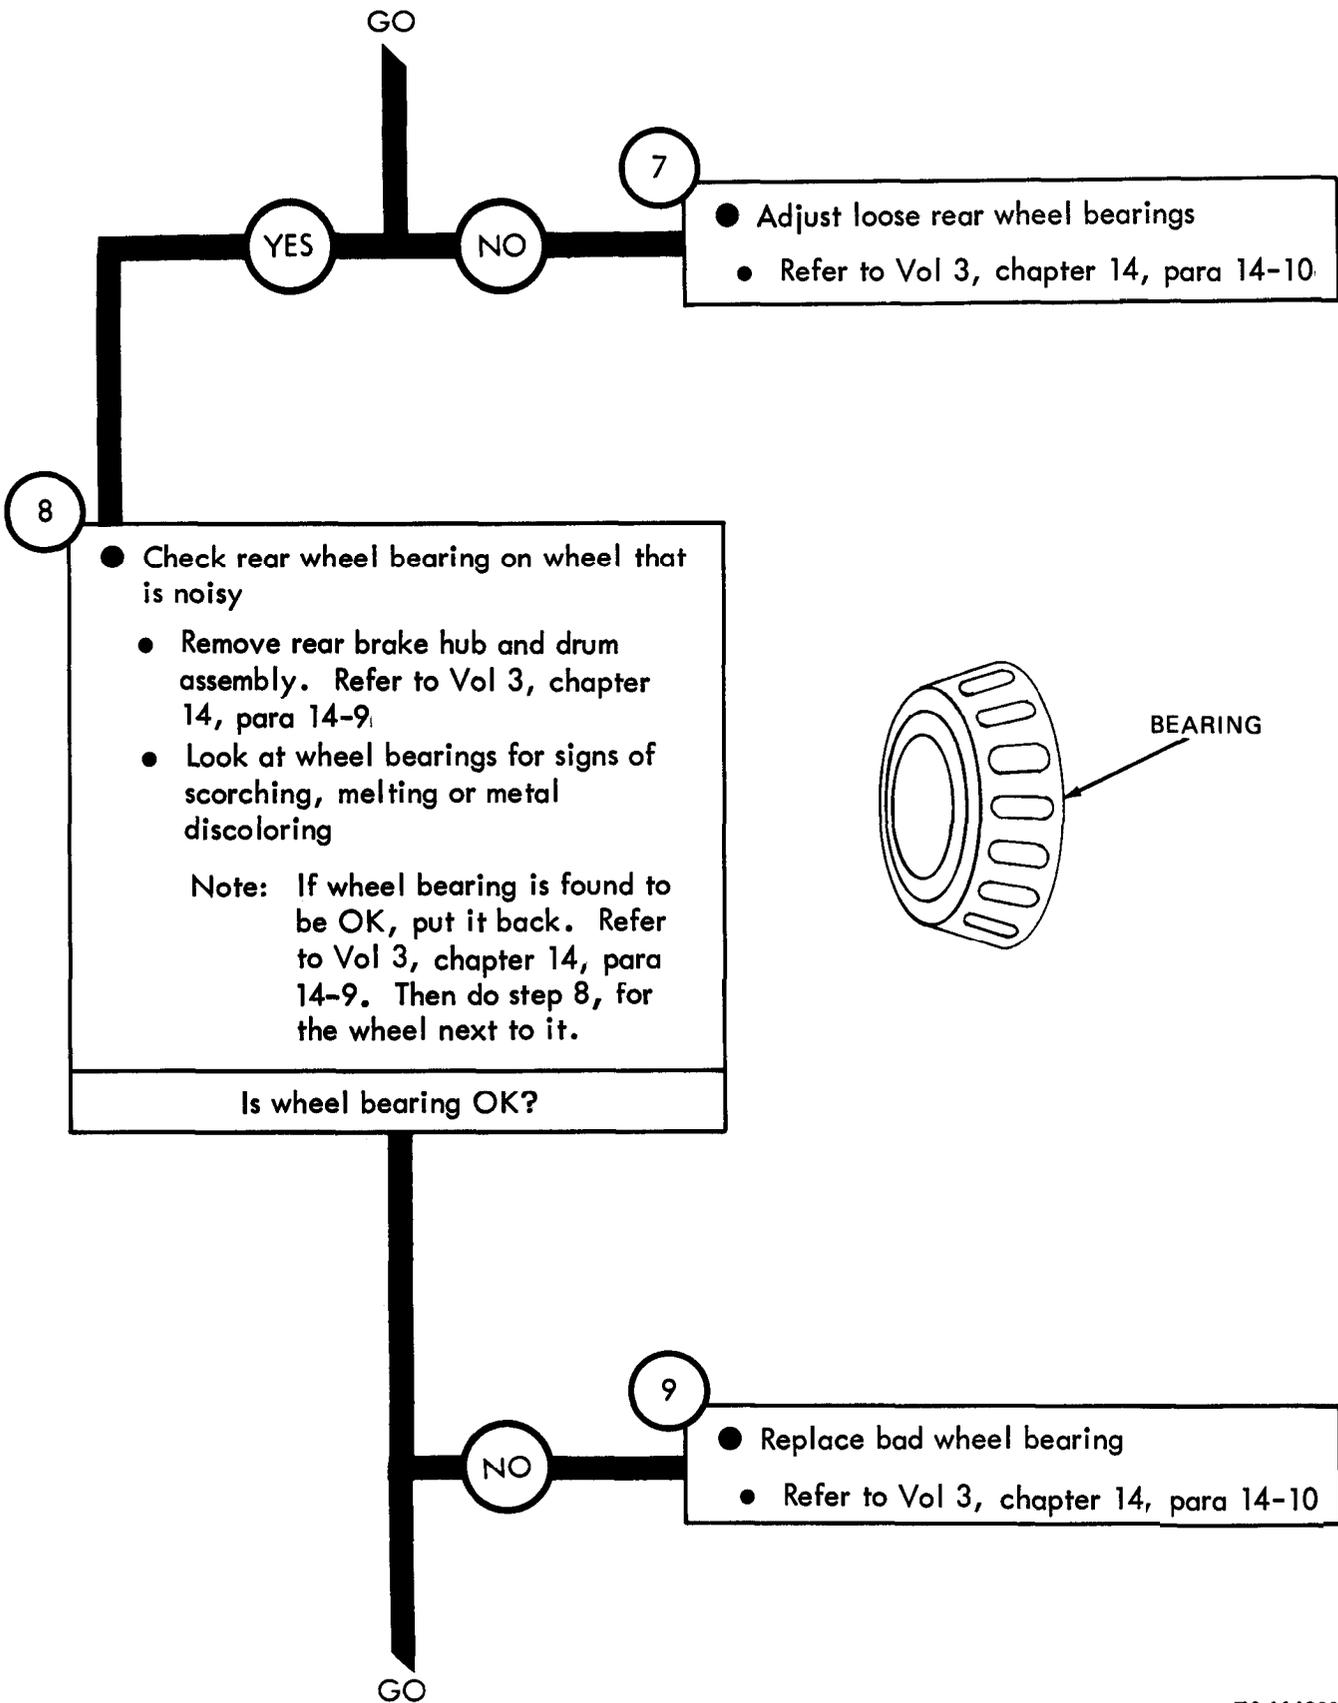 GO
7
YES
NO
● Adjust loose rear wheel bearings
● Refer to Vol 3, chapter 14, para 14-10
8
● Check rear wheel bearing on wheel that
is noisy
● Remove rear brake hub and drum
assembly. Refer to Vol 3, chapter
14, para 14-9
● Look at wheel bearings for signs of
scorching, melting or metal
discoloring
Note: If wheel bearing is found to
be OK, put it back. Refer
to Vol 3, chapter 14, para
14-9. Then do step 8, for
the wheel next to it.
Is wheel bearing OK?
BEARING
9
NO
● Replace bad wheel bearing
● Refer to Vol 3, chapter 14, para 14-10
GO